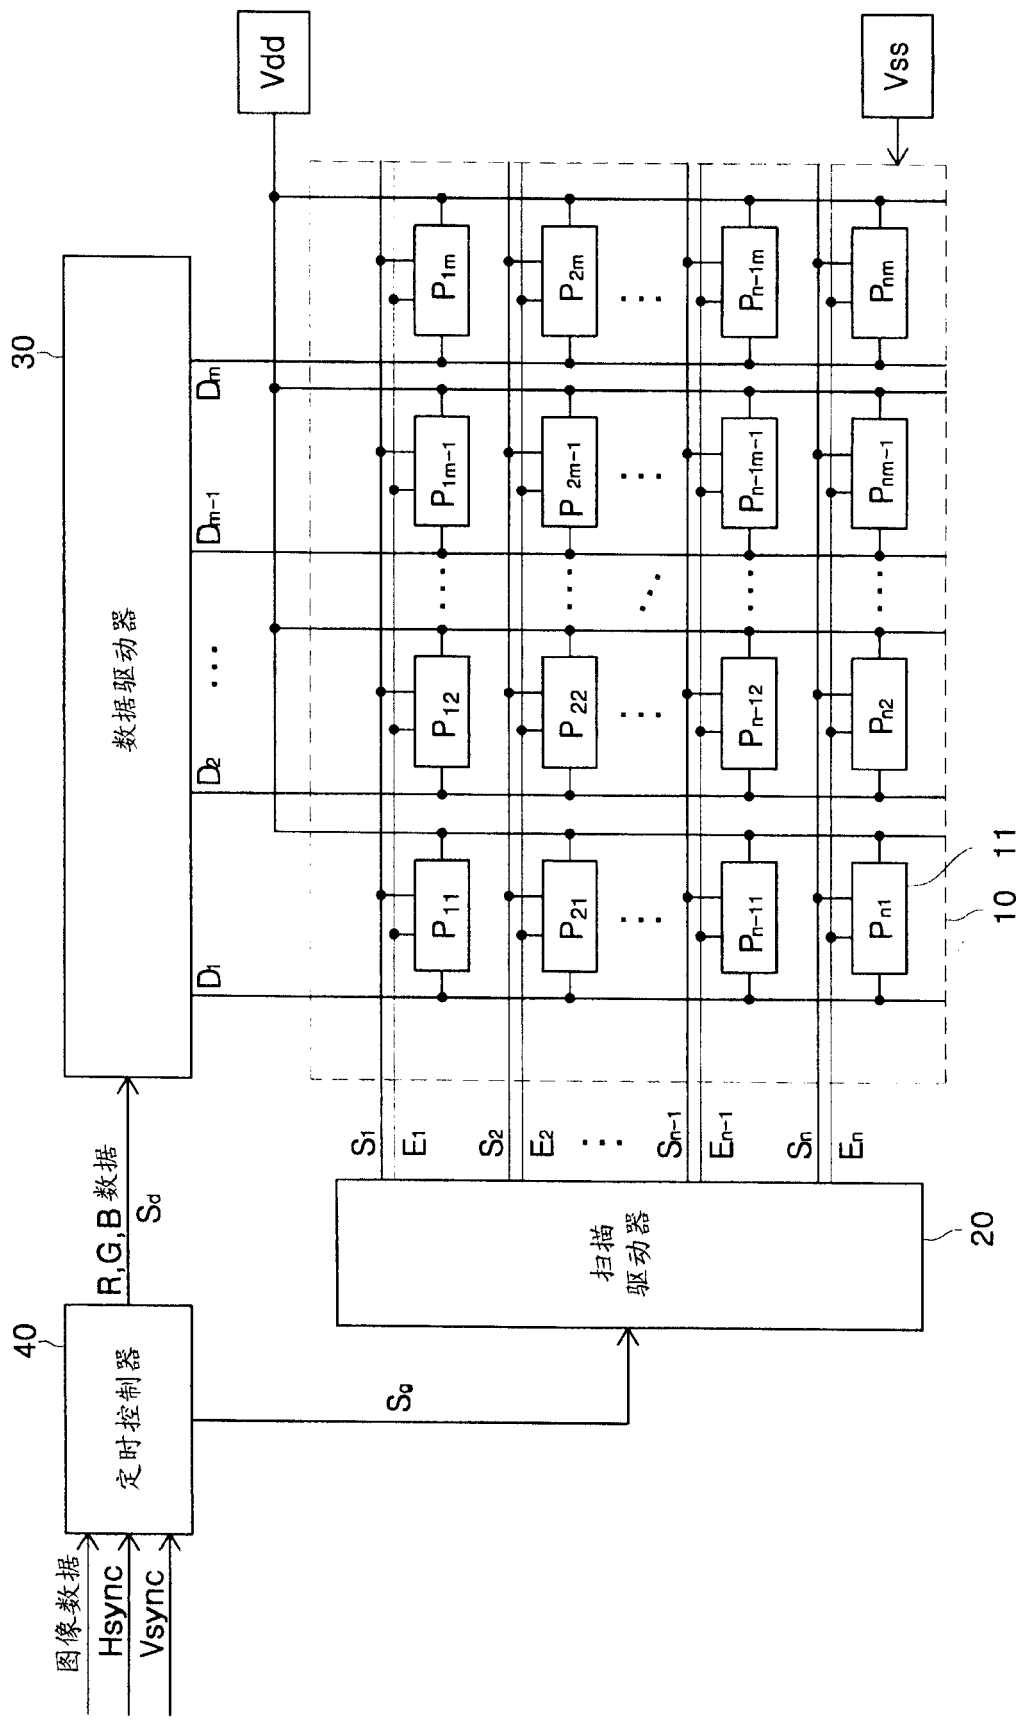 图像数据
Hsync
Vsync
40
定时控制器
R,G,B 数据
Sd
Sg
30
数据驱动器
D1
D2
...
Dm-1
Dm
Vdd
20
扫描
驱动器
S1
E1
P11
P12
P1m-1
P1m
S2
E2
P21
P22
P2m-1
P2m
Sn-1
En-1
Pn-11
Pn-12
Pn-1m-1
Pn-1m
Sn
En
Pn1
Pn2
Pnm-1
Pnm
Vss
10
11